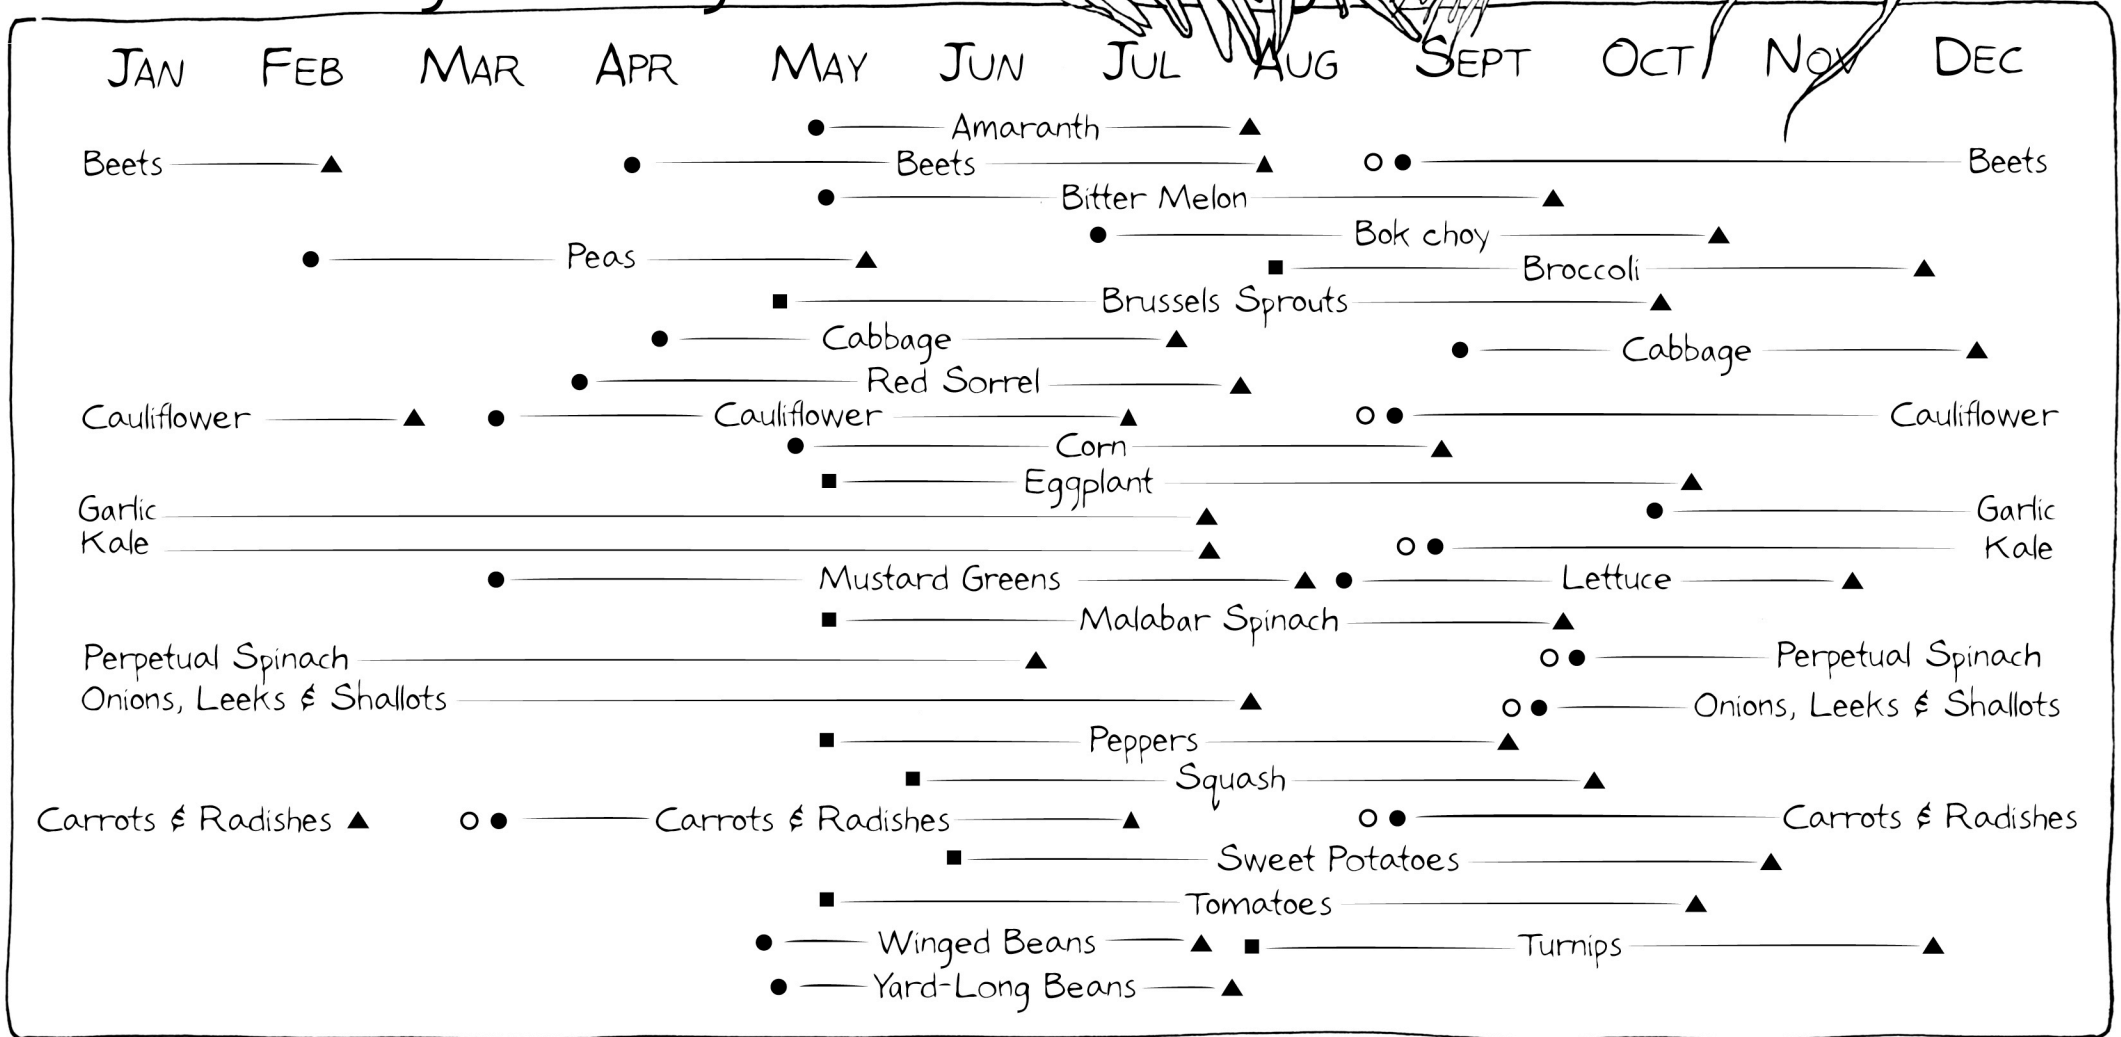 JAN FEB MAR APR MAY JUN JUL AUG SEPT OCT NOV DEC
Amaranth
Beets Beets Beets
Bitter Melon
Bok choy
Peas
Broccoli
Brussels Sprouts
Cabbage Cabbage
Red Sorrel
Cauliflower Cauliflower Cauliflower
Corn
Eggplant
Garlic Garlic
Kale Kale
Mustard Greens Lettuce
Malabar Spinach
Perpetual Spinach Perpetual Spinach
Onions, Leeks & Shallots Onions, Leeks & Shallots
Peppers
Squash
Carrots & Radishes Carrots & Radishes Carrots & Radishes
Sweet Potatoes
Tomatoes
Winged Beans Turnips
Yard-Long Beans